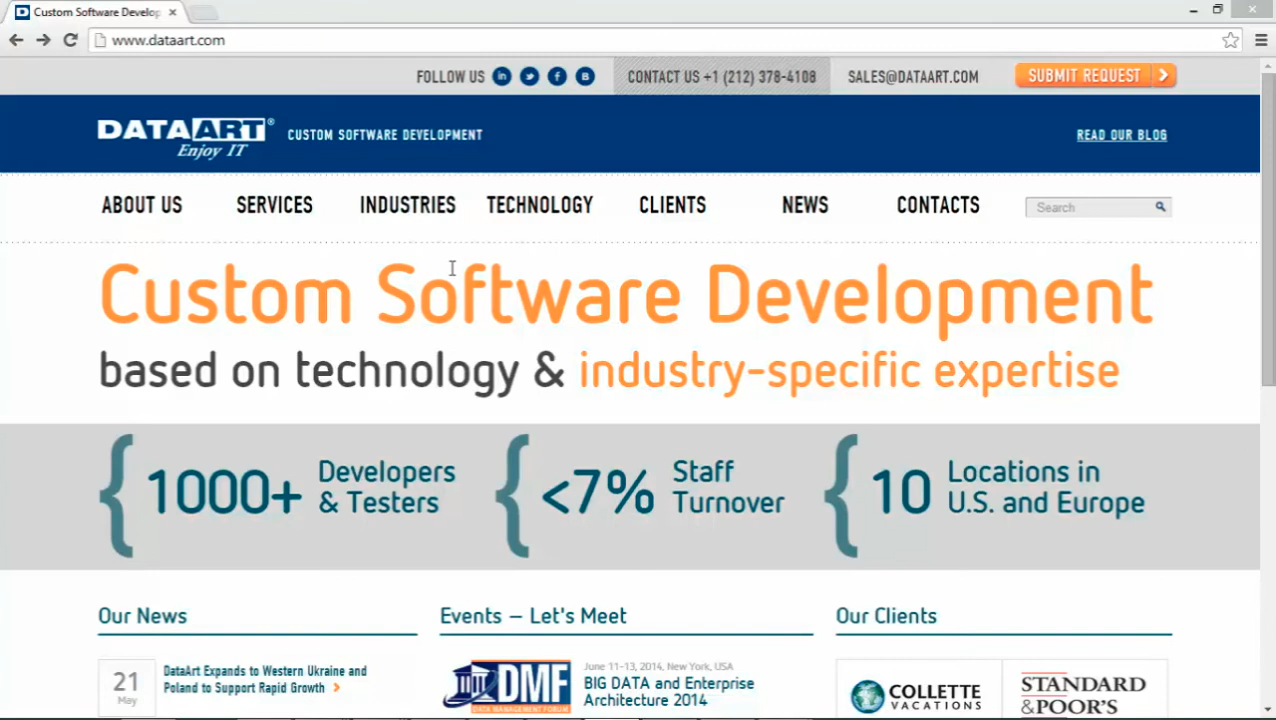 Custom Software Develop
www.dataart.com
FOLLOW US
CONTACT US +1 (212) 378-4108
SALES@DATAART.COM
SUBMIT REQUEST
DATAART®
Enjoy IT
CUSTOM SOFTWARE DEVELOPMENT
READ OUR BLOG
ABOUT US
SERVICES
INDUSTRIES
TECHNOLOGY
CLIENTS
NEWS
CONTACTS
Search
Custom Software Development
based on technology & industry-specific expertise
1000+
Developers
& Testers
<7%
Staff
Turnover
10
Locations in
U.S. and Europe
Our News
21
May
DataArt Expands to Western Ukraine and
Poland to Support Rapid Growth
Events – Let's Meet
DMF
DATA MANAGEMENT FORUM
June 11-13, 2014, New York, USA
BIG DATA and Enterprise
Architecture 2014
Our Clients
COLLETTE
VACATIONS
STANDARD
&POOR'S